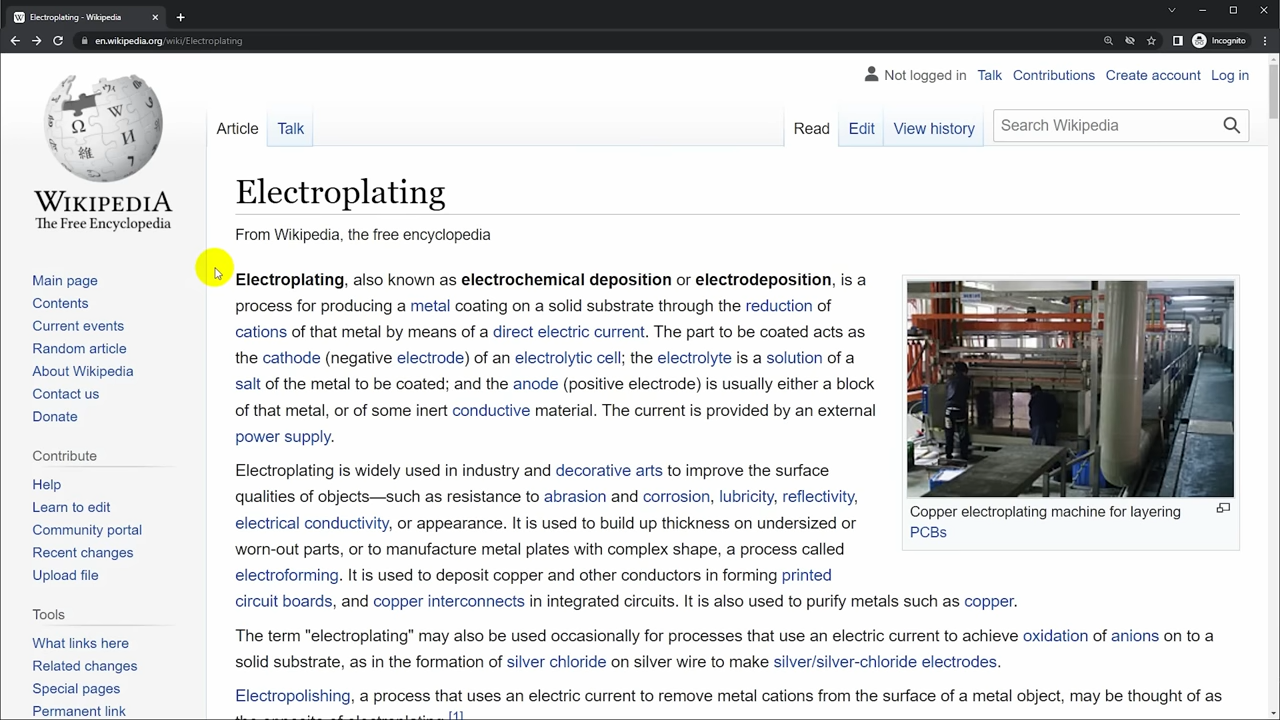 Electroplating - Wikipedia
en.wikipedia.org/wiki/Electroplating
Incognito
Not logged in Talk Contributions Create account Log in
Article Talk Read Edit View history Search Wikipedia
WIKIPEDIA
The Free Encyclopedia
Main page
Contents
Current events
Random article
About Wikipedia
Contact us
Donate
Contribute
Help
Learn to edit
Community portal
Recent changes
Upload file
Tools
What links here
Related changes
Special pages
Permanent link
Electroplating
From Wikipedia, the free encyclopedia
Electroplating, also known as electrochemical deposition or electrodeposition, is a
process for producing a metal coating on a solid substrate through the reduction of
cations of that metal by means of a direct electric current. The part to be coated acts as
the cathode (negative electrode) of an electrolytic cell; the electrolyte is a solution of a
salt of the metal to be coated; and the anode (positive electrode) is usually either a block
of that metal, or of some inert conductive material. The current is provided by an external
power supply.
Electroplating is widely used in industry and decorative arts to improve the surface
qualities of objects—such as resistance to abrasion and corrosion, lubricity, reflectivity,
electrical conductivity, or appearance. It is used to build up thickness on undersized or
worn-out parts, or to manufacture metal plates with complex shape, a process called
electroforming. It is used to deposit copper and other conductors in forming printed
circuit boards, and copper interconnects in integrated circuits. It is also used to purify metals such as copper.
The term "electroplating" may also be used occasionally for processes that use an electric current to achieve oxidation of anions on to a
solid substrate, as in the formation of silver chloride on silver wire to make silver/silver-chloride electrodes.
Electropolishing, a process that uses an electric current to remove metal cations from the surface of a metal object, may be thought of as
the opposite of electroplating.[1]
Copper electroplating machine for layering
PCBs